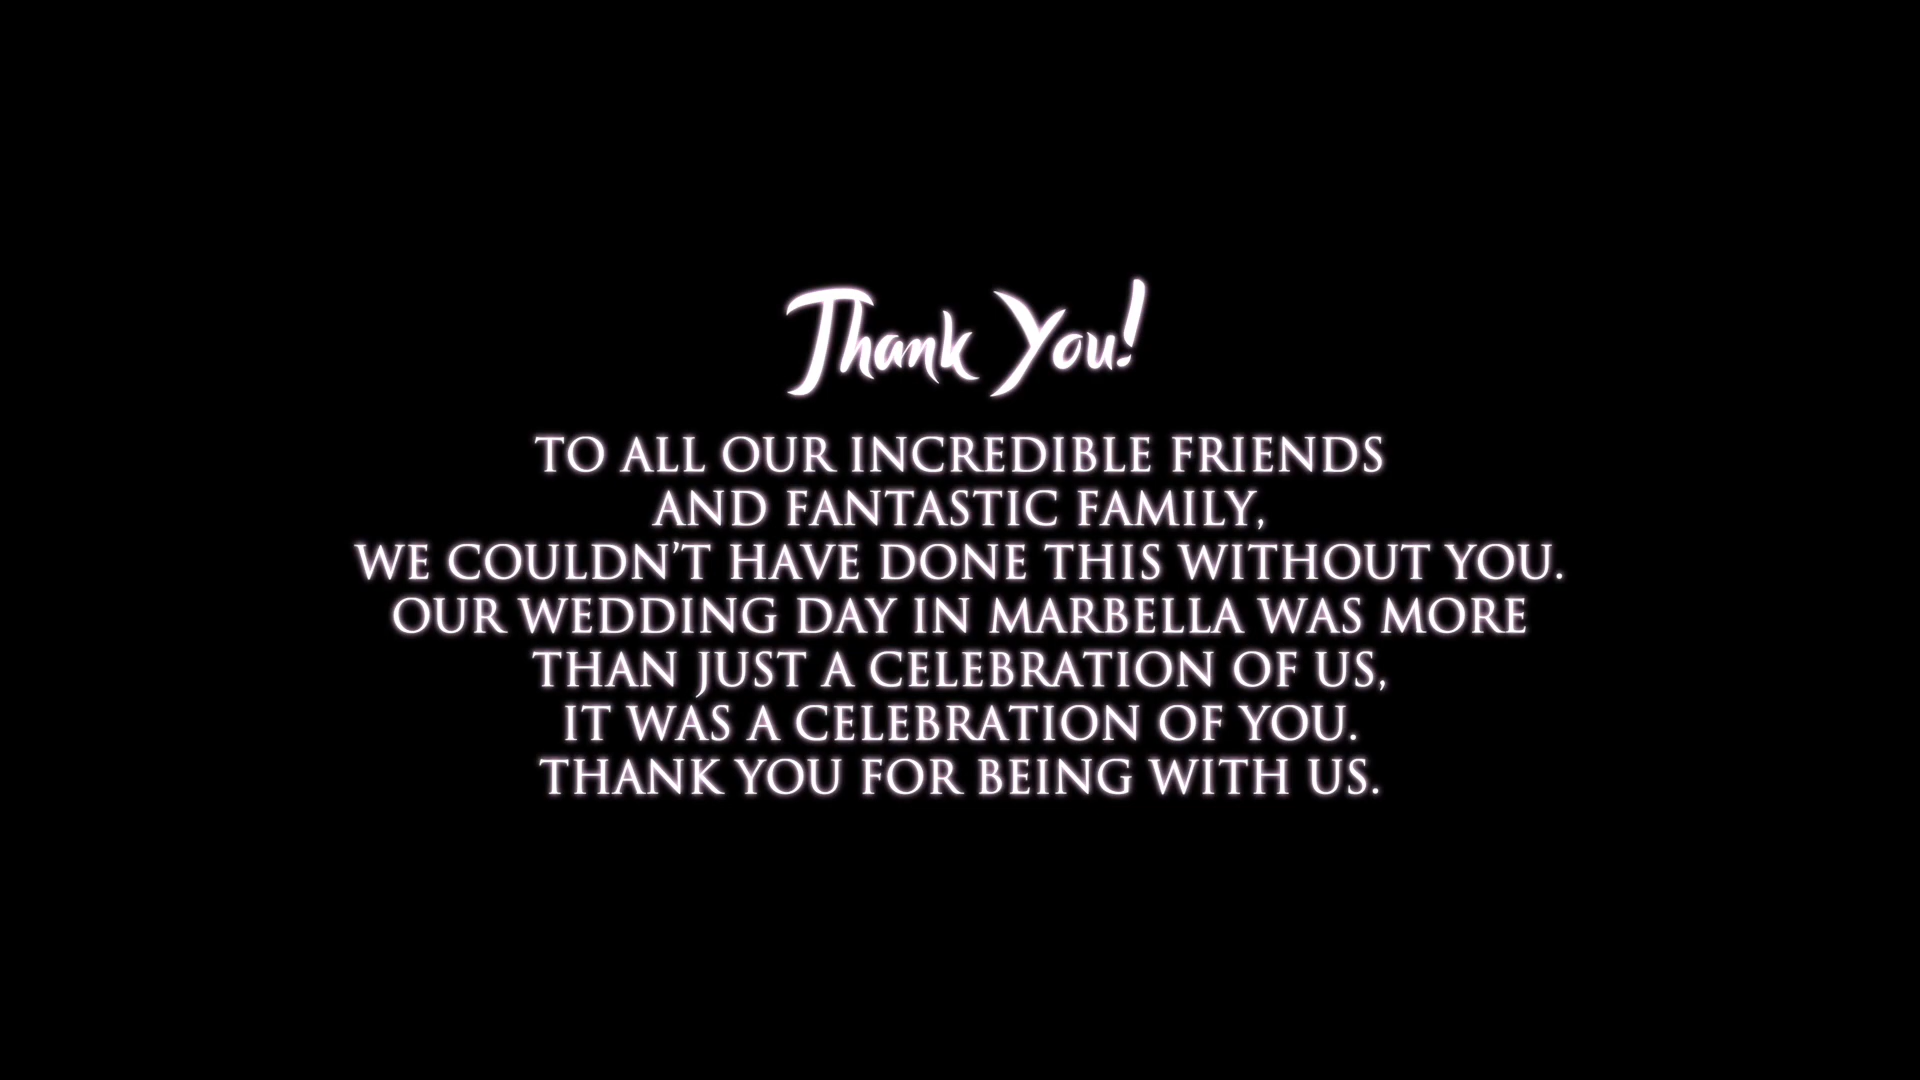 Thank You!
TO ALL OUR INCREDIBLE FRIENDS
AND FANTASTIC FAMILY,
WE COULDN'T HAVE DONE THIS WITHOUT YOU.
OUR WEDDING DAY IN MARBELLA WAS MORE
THAN JUST A CELEBRATION OF US,
IT WAS A CELEBRATION OF YOU.
THANK YOU FOR BEING WITH US.